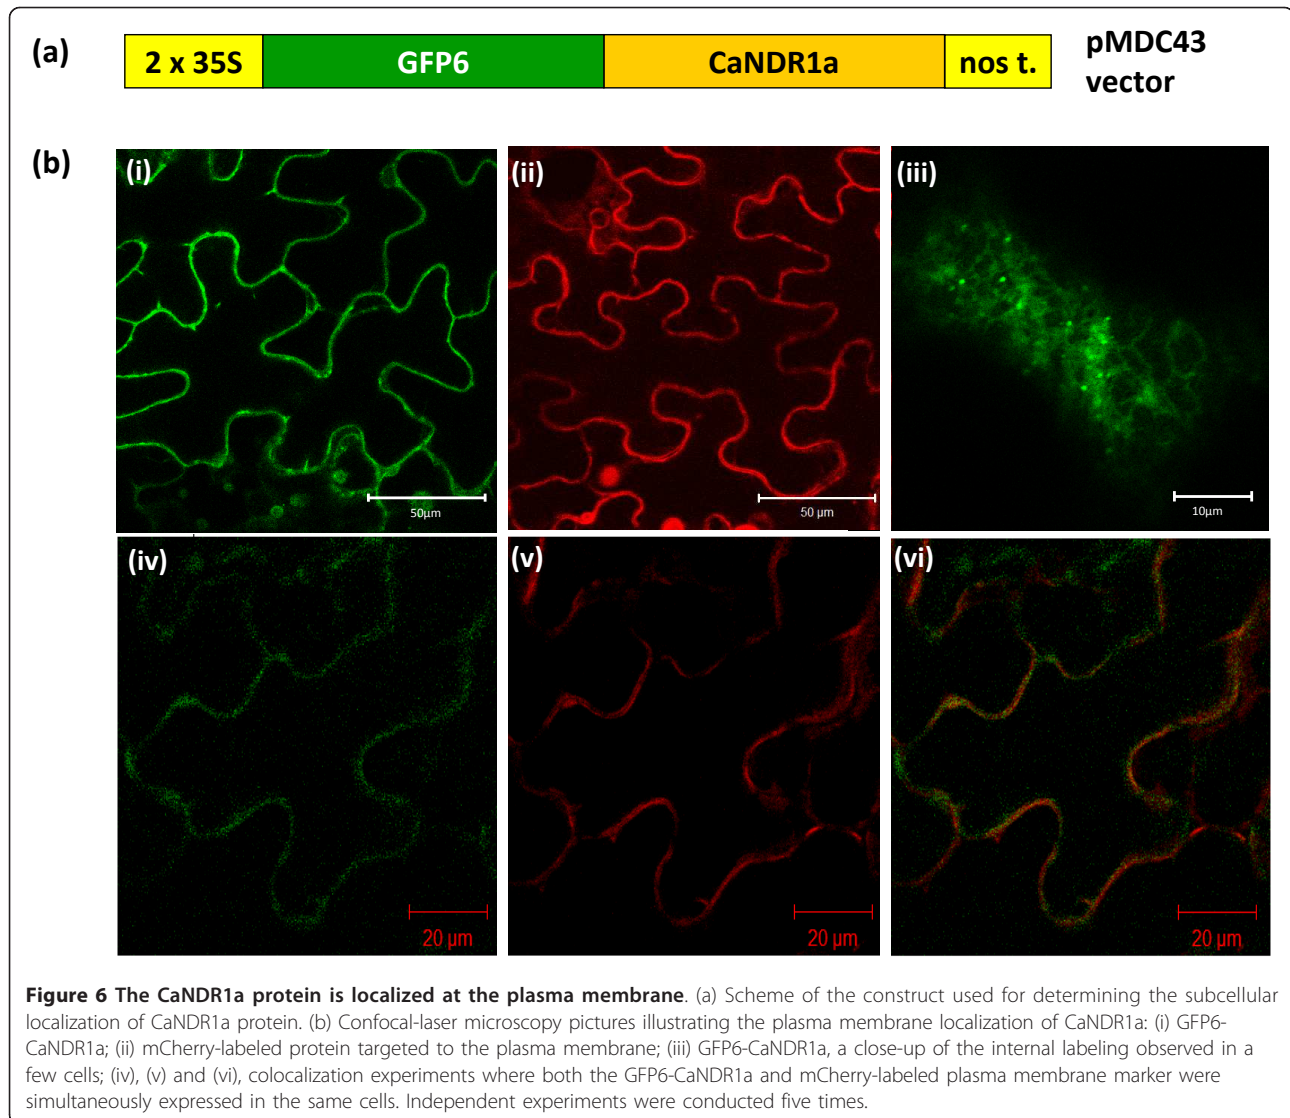 (a)
2 x 35S GFP6 CaNDR1a nos t.
pMDC43
vector
(b)
(i) (ii) (iii)
50µm 50 µm 10µm
(iv) (v) (vi)
20 µm 20 µm 20 µm
Figure 6 The CaNDR1a protein is localized at the plasma membrane. (a) Scheme of the construct used for determining the subcellular
localization of CaNDR1a protein. (b) Confocal-laser microscopy pictures illustrating the plasma membrane localization of CaNDR1a: (i) GFP6-
CaNDR1a; (ii) mCherry-labeled protein targeted to the plasma membrane; (iii) GFP6-CaNDR1a, a close-up of the internal labeling observed in a
few cells; (iv), (v) and (vi), colocalization experiments where both the GFP6-CaNDR1a and mCherry-labeled plasma membrane marker were
simultaneously expressed in the same cells. Independent experiments were conducted five times.